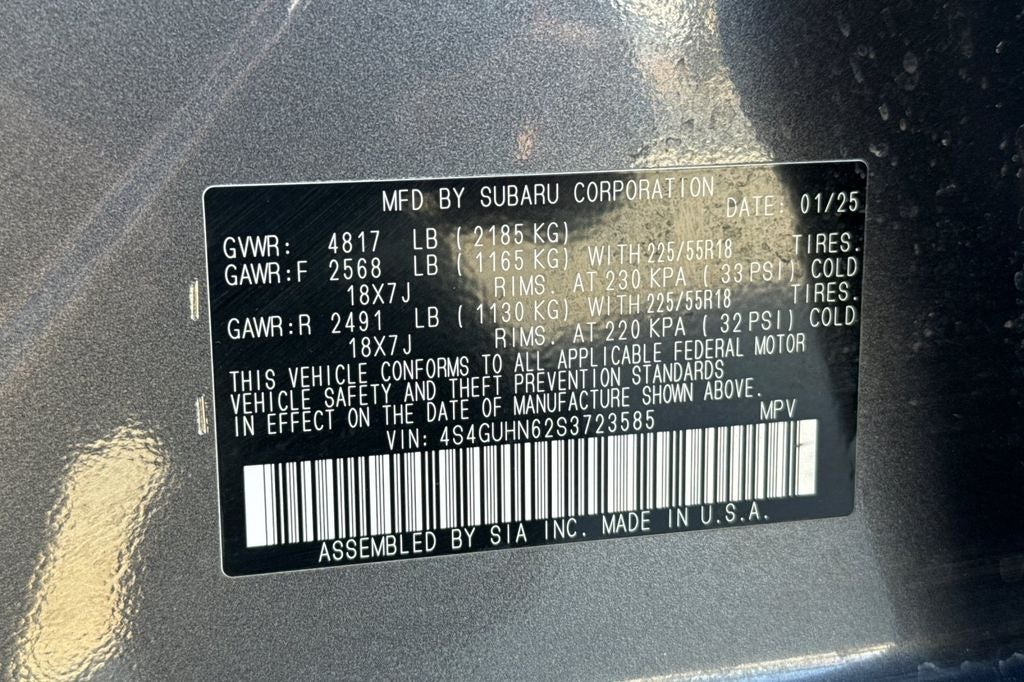 MFD BY SUBARU CORPORATION DATE: 01/25
GVWR: 4817 LB ( 2185 KG)
GAWR:F 2568 LB ( 1165 KG) WITH 225/55R18 TIRES.
18X7J RIMS. AT 230 KPA ( 33 PSI) COLD
GAWR:R 2491 LB ( 1130 KG) WITH 225/55R18 TIRES.
18X7J RIMS. AT 220 KPA ( 32 PSI) COLD
THIS VEHICLE CONFORMS TO ALL APPLICABLE FEDERAL MOTOR
VEHICLE SAFETY AND THEFT PREVENTION STANDARDS
IN EFFECT ON THE DATE OF MANUFACTURE SHOWN ABOVE.
VIN: 4S4GUHN62S3723585 MPV
ASSEMBLED BY SIA INC. MADE IN U.S.A.